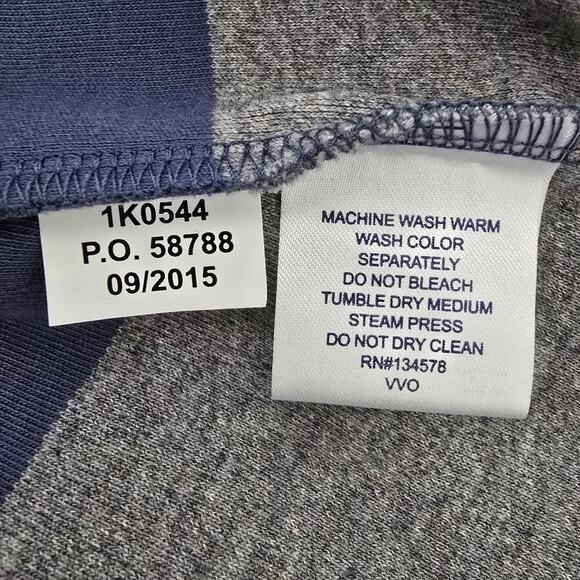 1K0544
P.O. 58788
09/2015
MACHINE WASH WARM
WASH COLOR
SEPARATELY
DO NOT BLEACH
TUMBLE DRY MEDIUM
STEAM PRESS
DO NOT DRY CLEAN
RN#134578
VVO